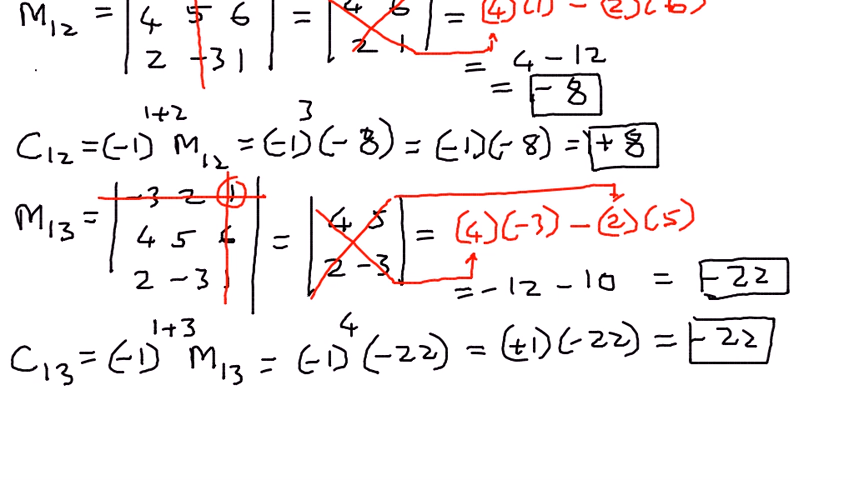 M12 = | 4 5 6 | = | 4 6 | = (4)(1) - (2)(6)
2 -3 1 2 1 = 4 - 12
= -8
C12 = (-1)^1+2 M12 = (-1)^3 (-8) = (-1)(-8) = +8
M13 = | -3 2 1 | = | 4 5 | = (4)(-3) - (2)(5)
4 5 6 2 -3
2 -3 1 = -12 - 10 = -22
C13 = (-1)^1+3 M13 = (-1)^4 (-22) = (+1)(-22) = -22